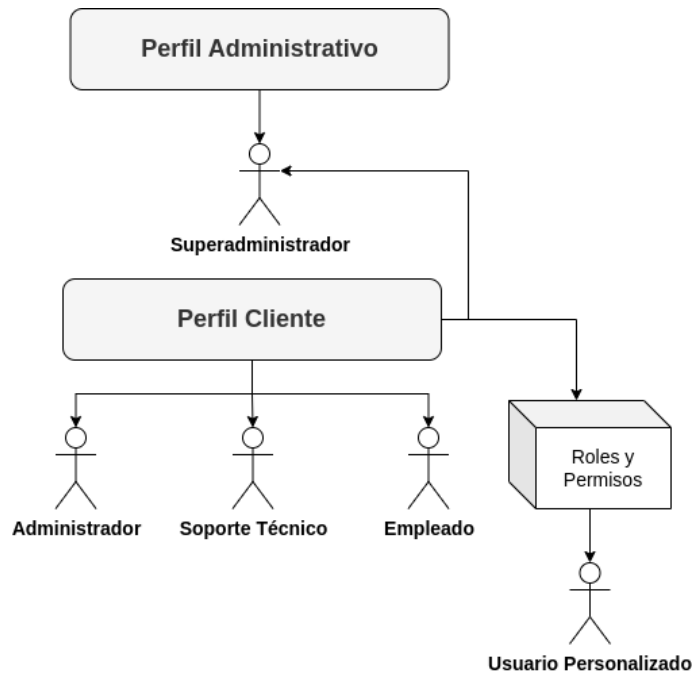 Perfil Administrativo
Superadministrador
Perfil Cliente
Roles y
Permisos
Administrador
Soporte Técnico
Empleado
Usuario Personalizado